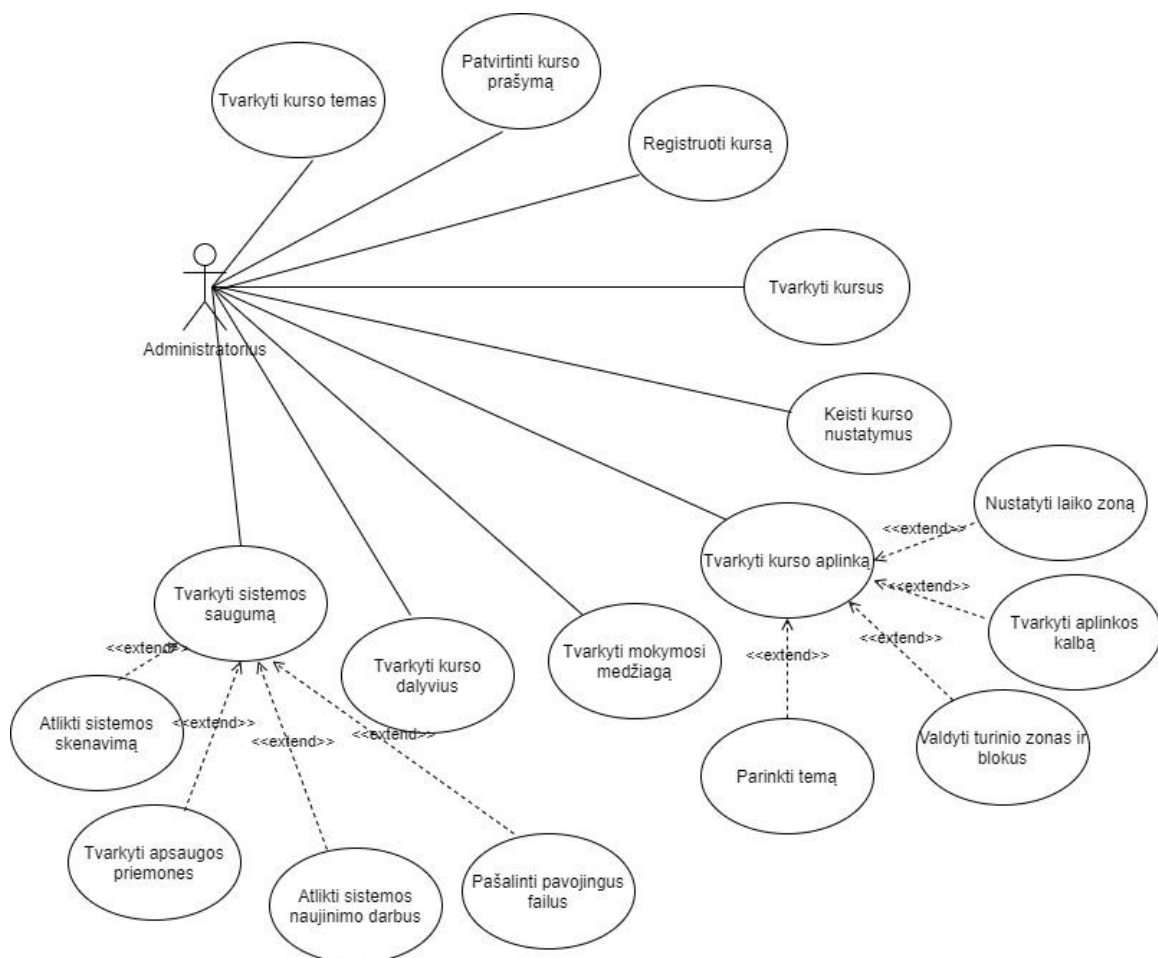 Patvirtinti kurso
prašymą
Tvarkyti kurso temas
Registruoti kursą
Tvarkyti kursus
Administratorius
Keisti kurso
nustatymus
Nustatyti laiko zoną
<<extend>>
Tvarkyti kurso aplinką
<<extend>>
Tvarkyti aplinkos
kalbą
<<extend>>
Tvarkyti sistemos
saugumą
<<extend>>
Tvarkyti kurso
dalyvius
Tvarkyti mokymosi
medžiagą
<<extend>>
Atlikti sistemos
skenavimą
<<extend>>
<<extend>>
<<extend>>
Valdyti turinio zonas ir
blokus
Parinkti temą
Tvarkyti apsaugos
priemones
Atlikti sistemos
naujinimo darbus
Pašalinti pavojingus
failus